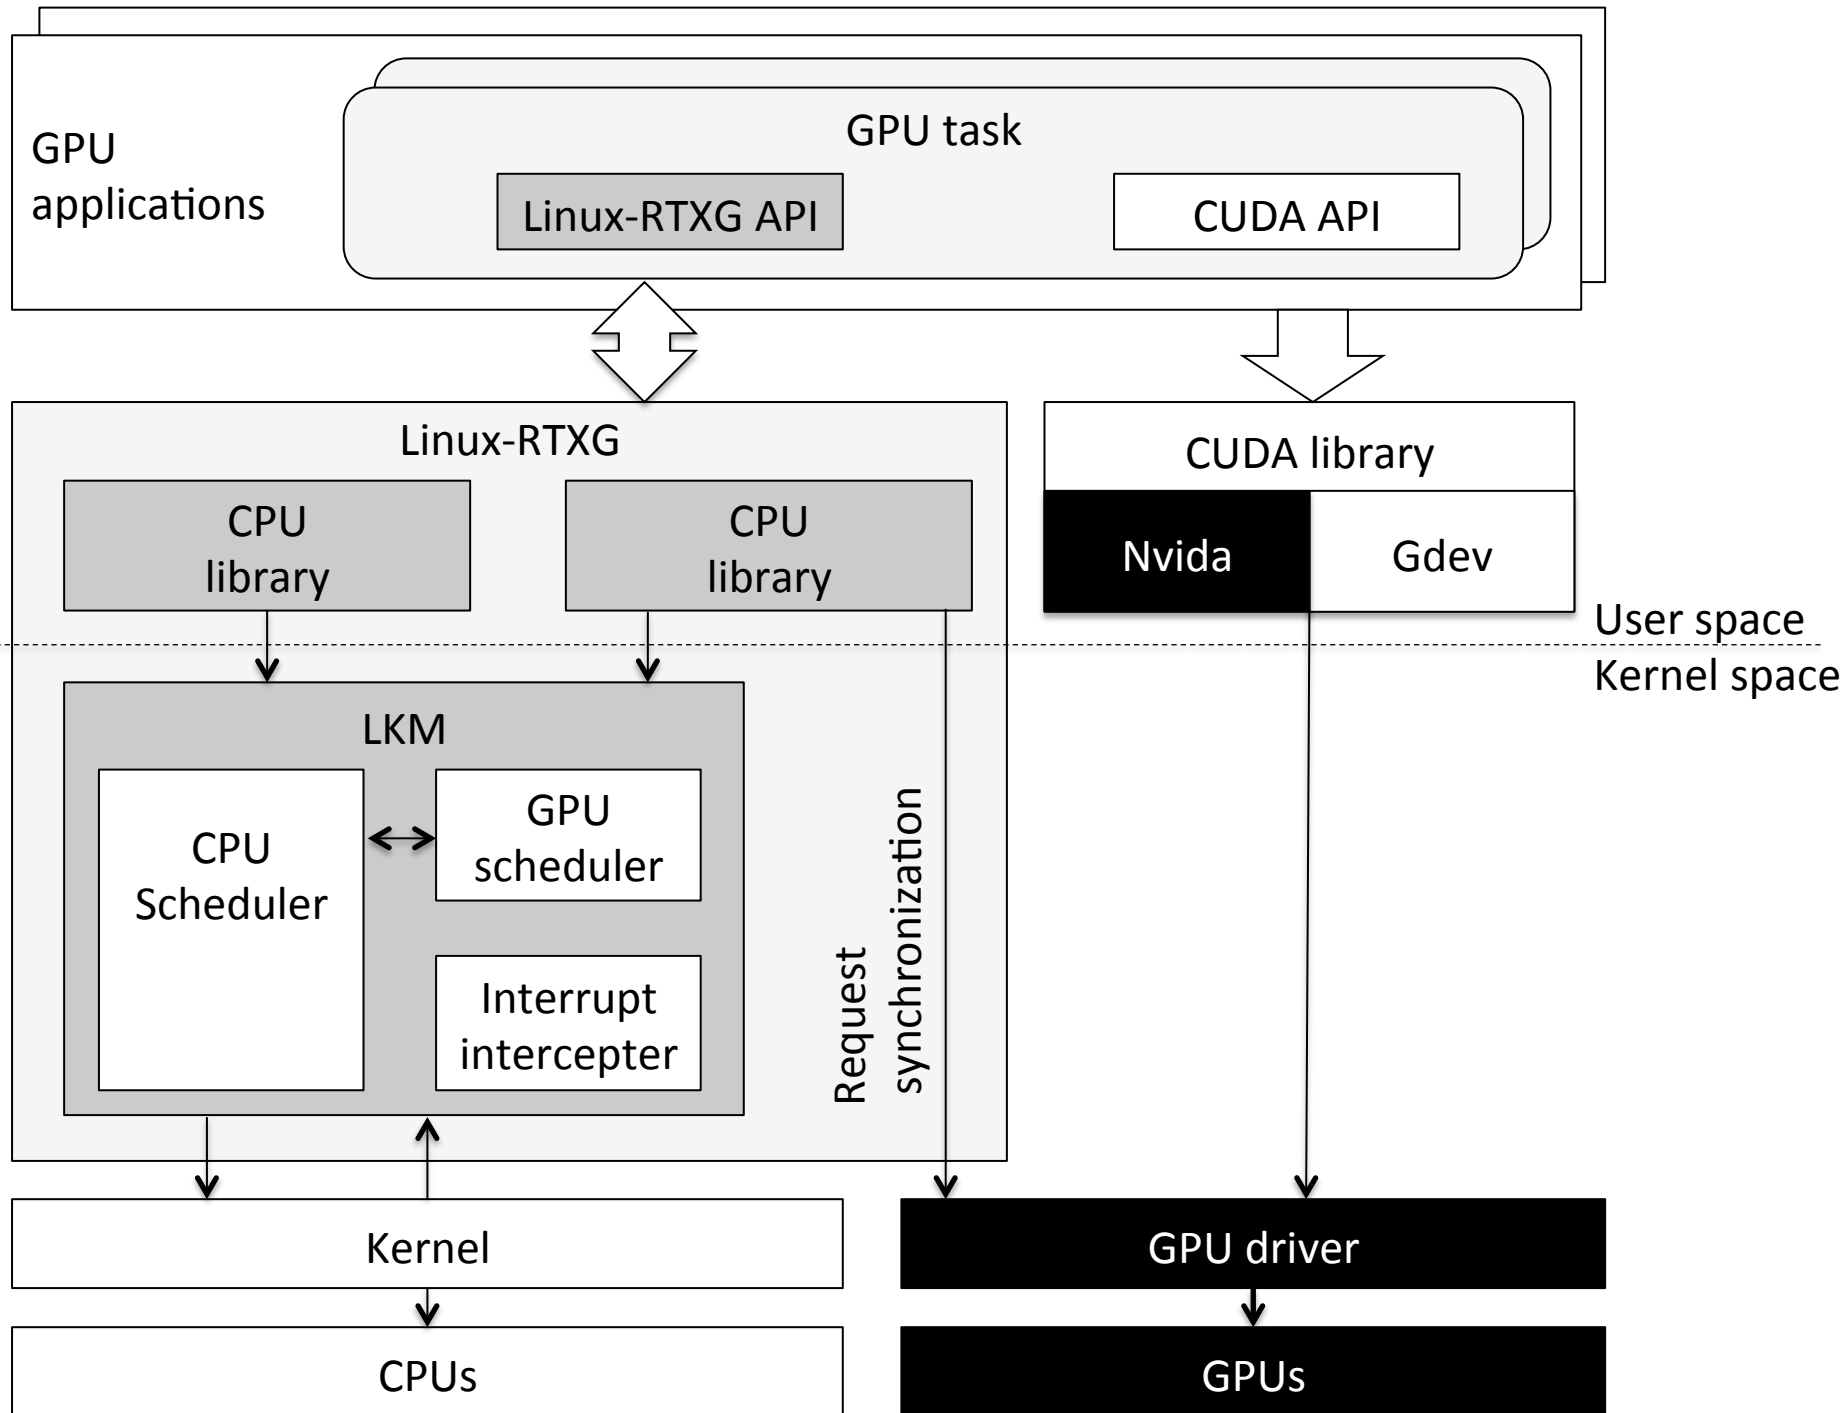 GPU task
GPU
applications
Linux-RTXG API
CUDA API
Linux-RTXG
CPU
library
CPU
library
CUDA library
Nvida
Gdev
User space
Kernel space
LKM
CPU
Scheduler
GPU
scheduler
Interrupt
intercepter
Request
synchronization
Kernel
GPU driver
CPUs
GPUs